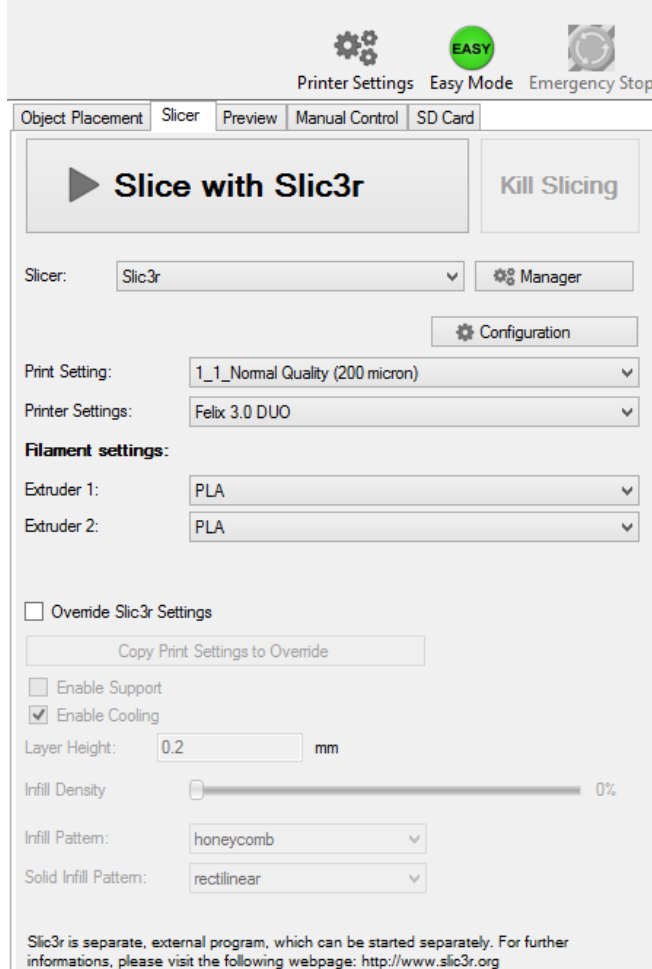 EASY
Printer Settings Easy Mode Emergency Stop
Object Placement Slicer Preview Manual Control SD Card
Slice with Slic3r Kill Slicing
Slicer: Slic3r Manager
Configuration
Print Setting: 1_1_Normal Quality (200 micron)
Printer Settings: Felix 3.0 DUO
Filament settings:
Extruder 1: PLA
Extruder 2: PLA
Override Slic3r Settings
Copy Print Settings to Override
Enable Support
Enable Cooling
Layer Height: 0.2 mm
Infill Density 0%
Infill Pattern: honeycomb
Solid Infill Pattern: rectilinear
Slic3r is separate, external program, which can be started separately. For further
informations, please visit the following webpage: http://www.slic3r.org